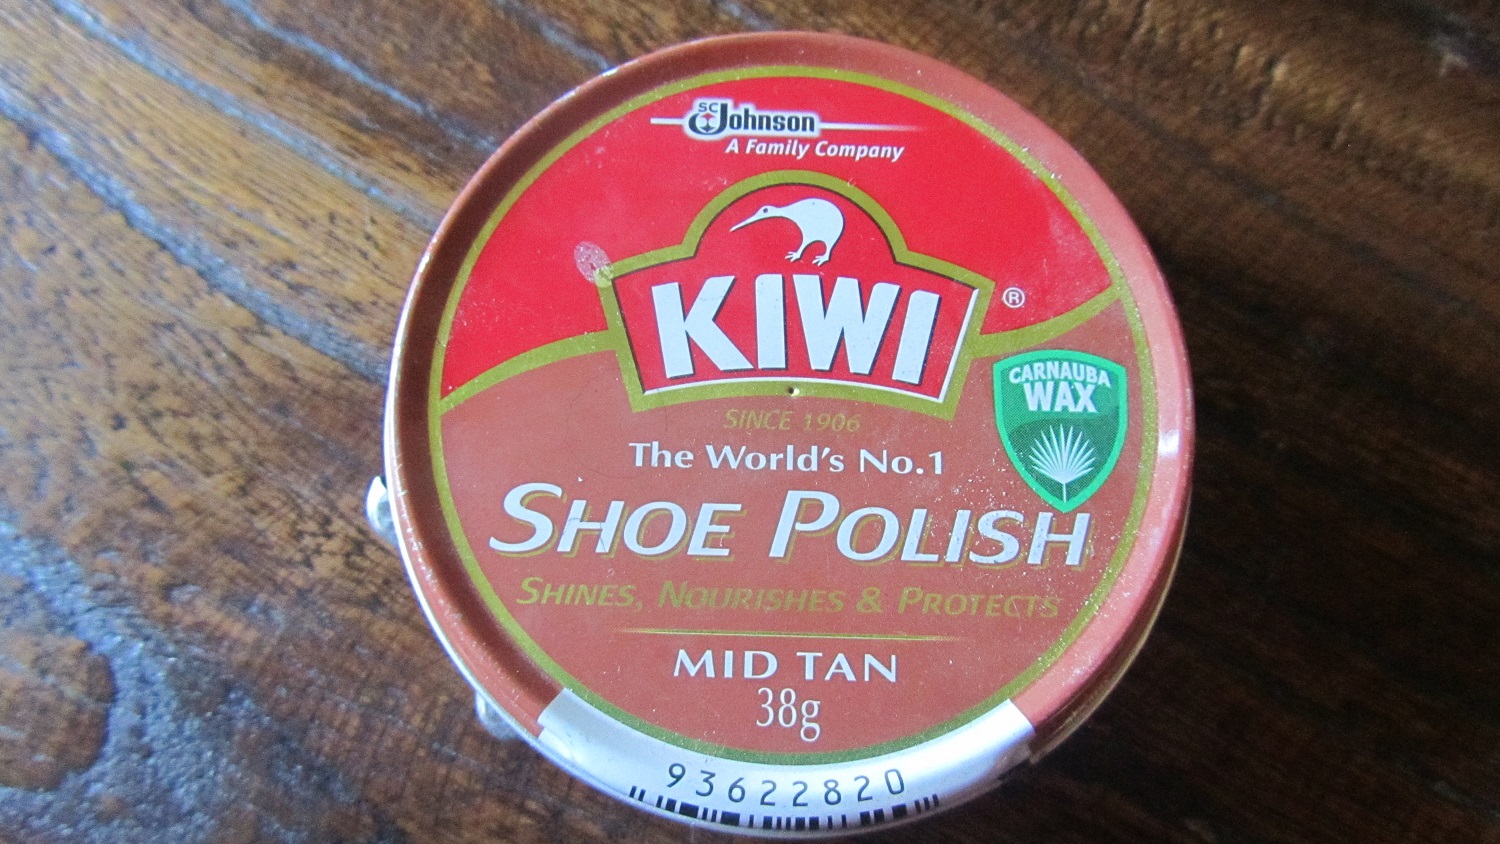 SC Johnson
A Family Company
KIWI ®
SINCE 1906
The World's No.1
SHOE POLISH
SHINES, NOURISHES & PROTECTS
MID TAN
38g
CARNAUBA
WAX
93622820